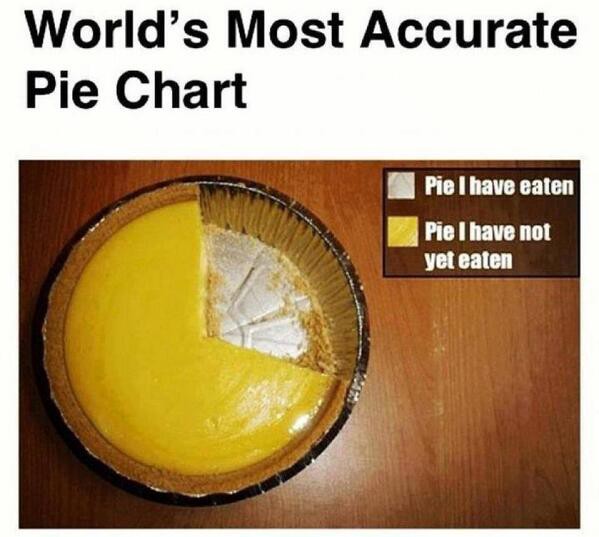 World’s Most Accurate
Pie Chart
Pie I have eaten
Pie I have not
yet eaten